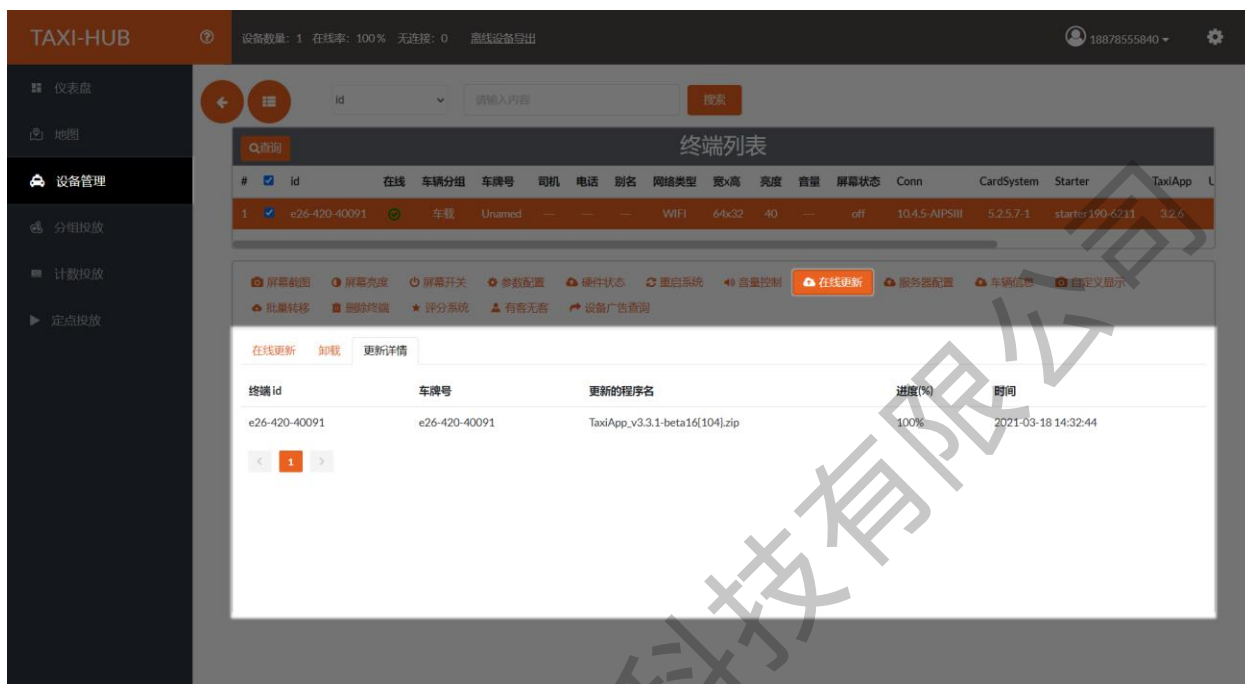 TAXI-HUB 设备数量: 1 在线率: 100% 无连接: 0 离线设备导出 18878555840
仪表盘
地图
设备管理
分组投放
计数投放
定点投放
id 请输入内容 搜索
查询 终端列表
# id 在线 车辆分组 车牌号 司机 电话 别名 网络类型 宽x高 亮度 音量 屏幕状态 Conn CardSystem Starter TaxiApp
1 e26-420-40091 车载 Unamed — — — WIFI 64x32 40 — off 10.4.5-AIPSIII 5.2.5.7-1 starter190-6211 3.2.6
屏幕截图 屏幕亮度 屏幕开关 参数配置 硬件状态 重启系统 音量控制 在线更新 服务器配置 车辆信息 自定义显示
批量转移 删除终端 评分系统 有客无客 设备广告查询
在线更新 卸载 更新详情
终端 id 车牌号 更新的程序名 进度(%) 时间
e26-420-40091 e26-420-40091 TaxiApp_v3.3.1-beta16[104].zip 100% 2021-03-18 14:32:44
1
科技有限公司